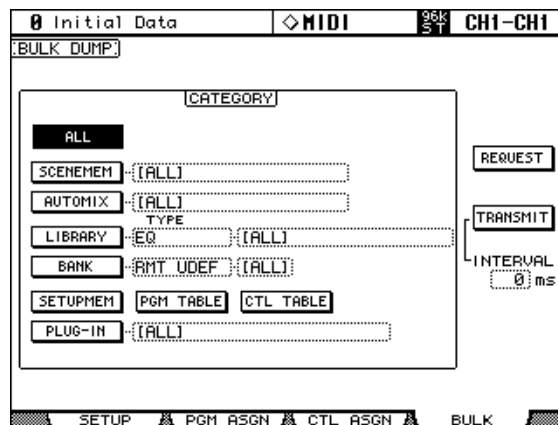 0 Initial Data ◇MIDI 96k ST CH1-CH1
BULK DUMP
CATEGORY
ALL
REQUEST
SCENEMEM [ALL]
AUTOMIX [ALL]
TRANSMIT
TYPE
LIBRARY EQ [ALL]
INTERVAL
BANK RMT UDEF [ALL]
0 ms
SETUPMEM PGM TABLE CTL TABLE
PLUG-IN [ALL]
SETUP PGM ASGN CTL ASGN BULK